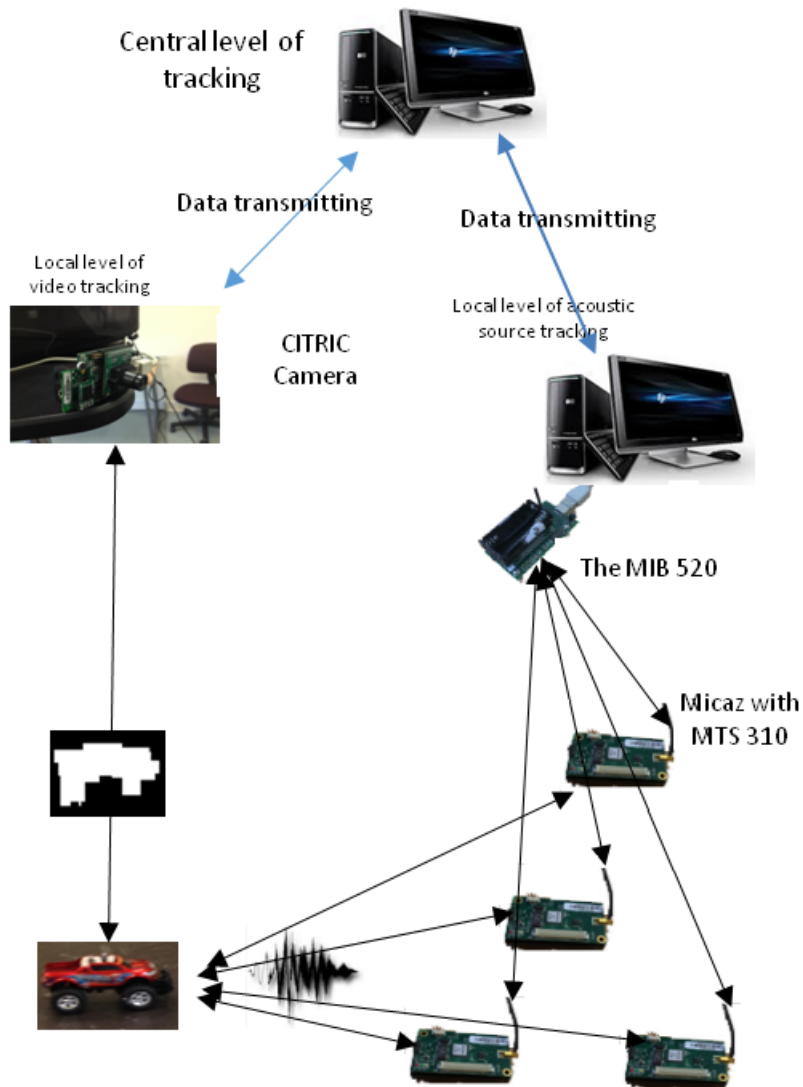 Central level of
tracking
Data transmitting
Data transmitting
Local level of
video tracking
Local level of acoustic
source tracking
CITRIC
Camera
The MIB 520
Micaz with
MTS 310